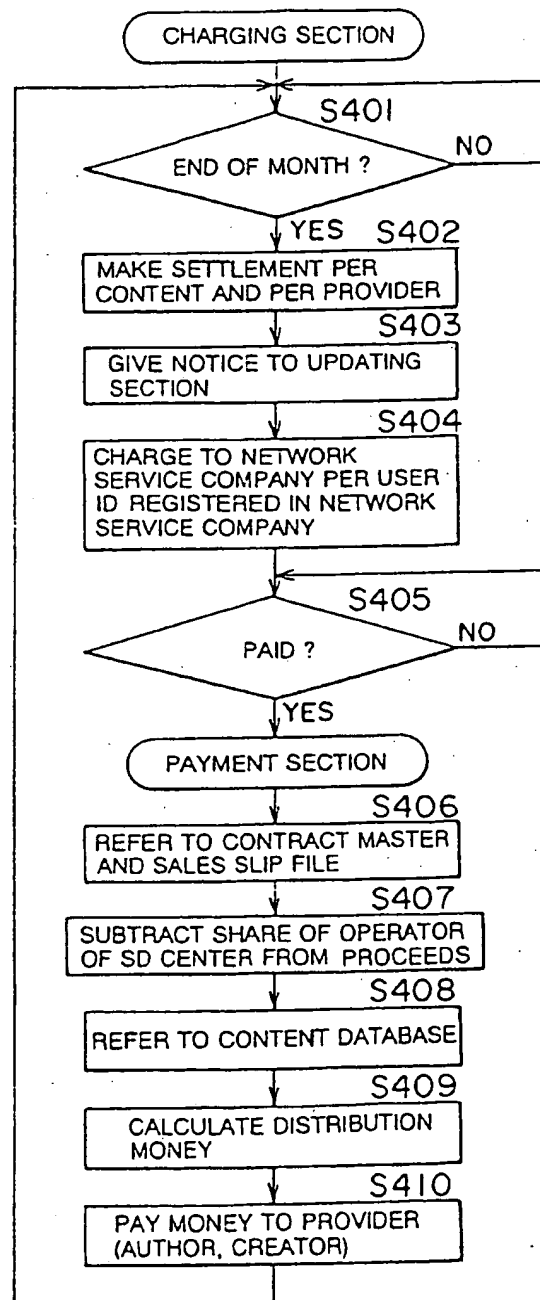 CHARGING SECTION
S401
END OF MONTH ?
NO
YES
S402
MAKE SETTLEMENT PER
CONTENT AND PER PROVIDER
S403
GIVE NOTICE TO UPDATING
SECTION
S404
CHARGE TO NETWORK
SERVICE COMPANY PER USER
ID REGISTERED IN NETWORK
SERVICE COMPANY
S405
PAID ?
NO
YES
PAYMENT SECTION
S406
REFER TO CONTRACT MASTER
AND SALES SLIP FILE
S407
SUBTRACT SHARE OF OPERATOR
OF SD CENTER FROM PROCEEDS
S408
REFER TO CONTENT DATABASE
S409
CALCULATE DISTRIBUTION
MONEY
S410
PAY MONEY TO PROVIDER
(AUTHOR, CREATOR)